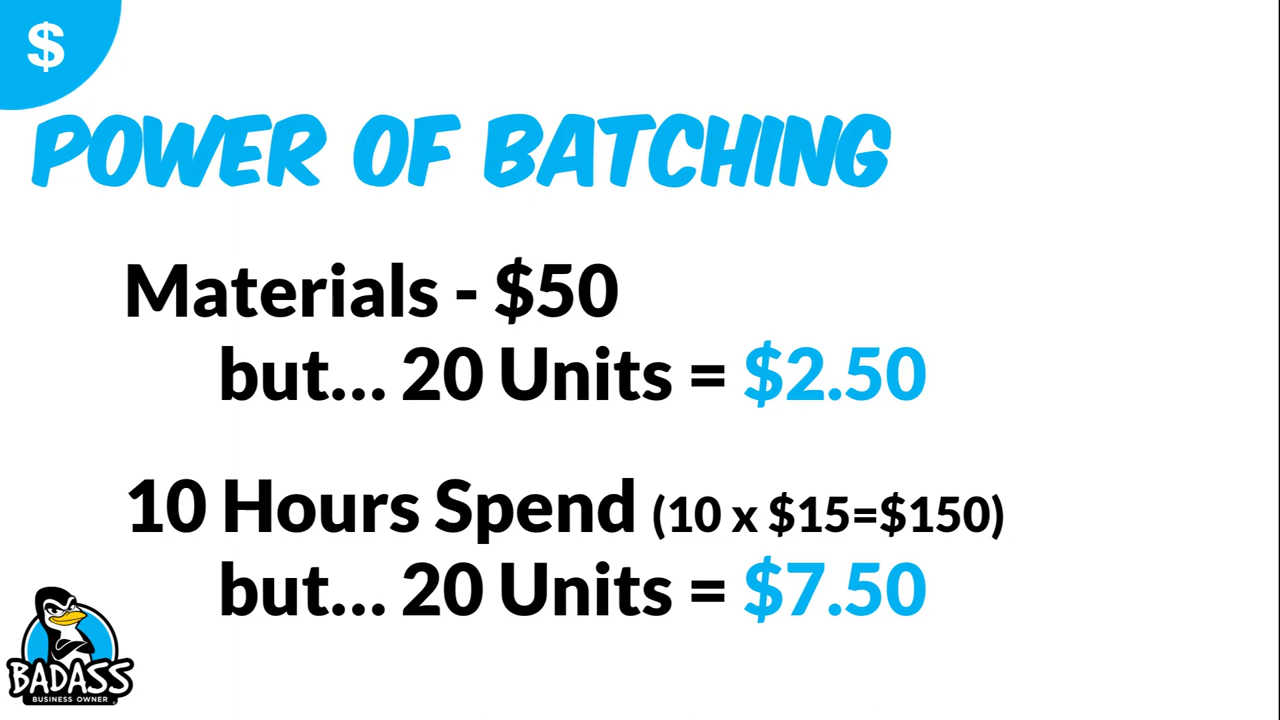 $
POWER OF BATCHING
Materials - $50
but... 20 Units = $2.50
10 Hours Spend (10 x $15=$150)
but... 20 Units = $7.50
BADASS
BUSINESS OWNER